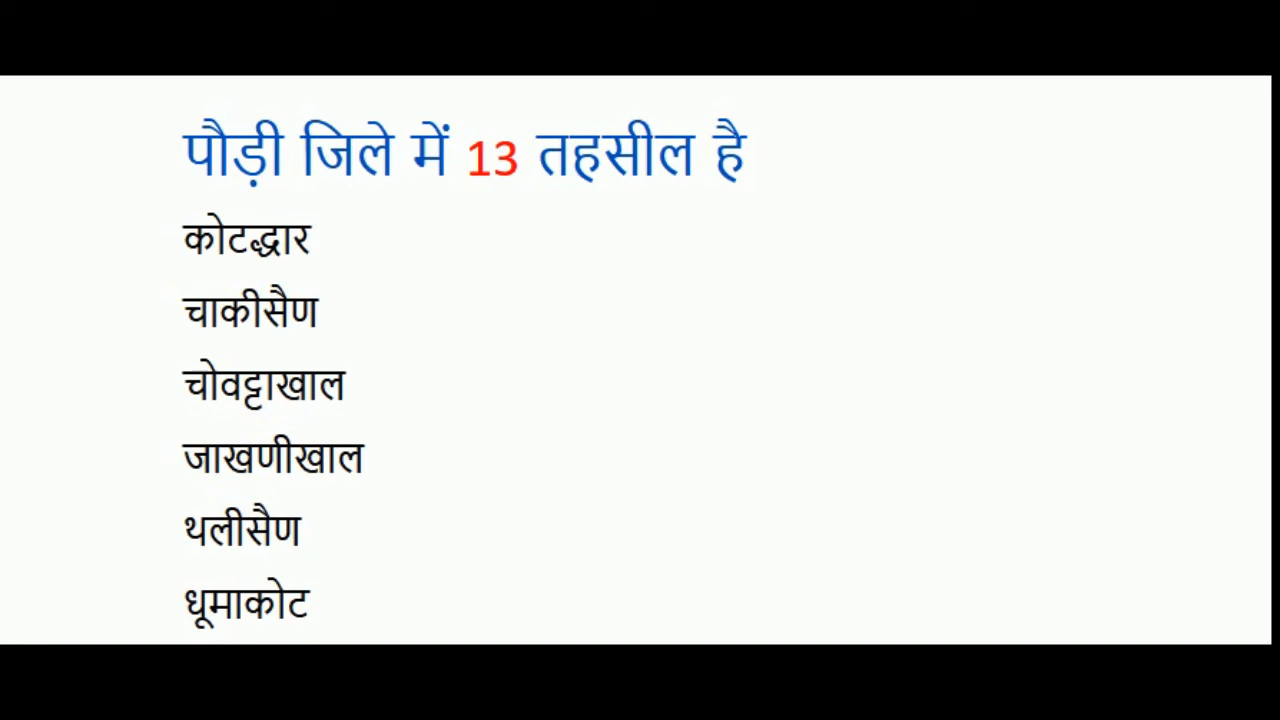 पौड़ी जिले में 13 तहसील है
कोटद्धार
चाकीसैण
चोवट्टाखाल
जाखणीखाल
थलीसैण
धूमाकोट